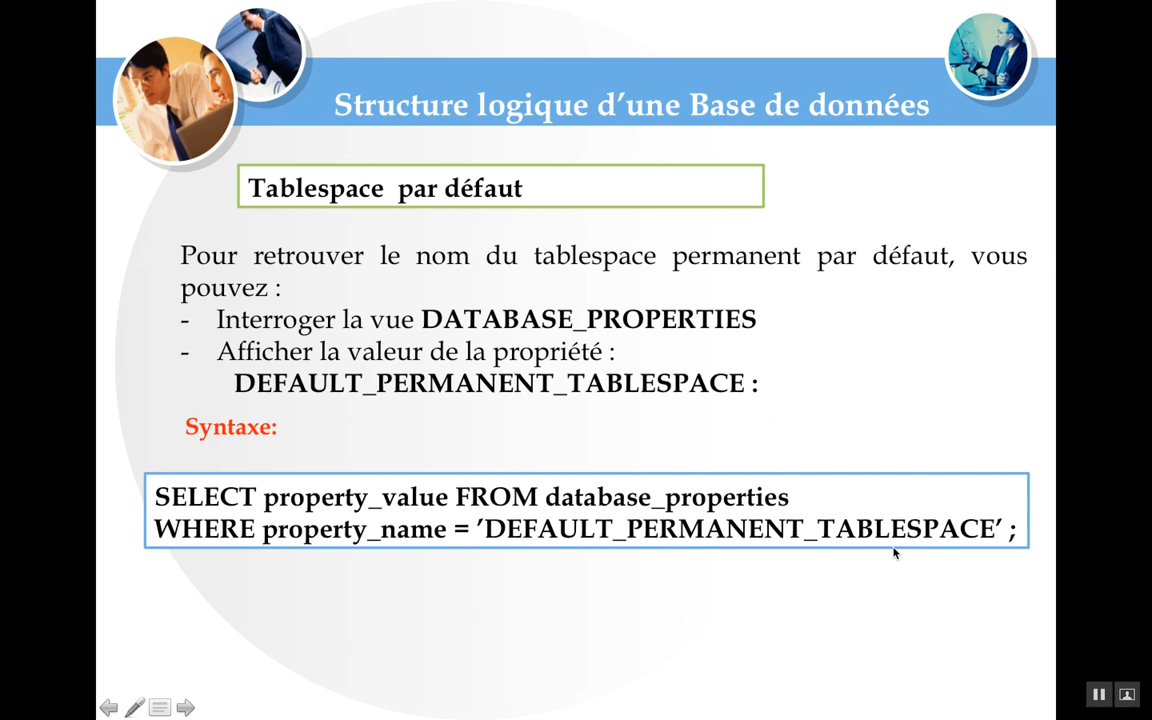 Structure logique d’une Base de données
Tablespace par défaut
Pour retrouver le nom du tablespace permanent par défaut, vous
pouvez :
- Interroger la vue DATABASE_PROPERTIES
- Afficher la valeur de la propriété :
DEFAULT_PERMANENT_TABLESPACE :
Syntaxe:
SELECT property_value FROM database_properties
WHERE property_name = ’DEFAULT_PERMANENT_TABLESPACE’ ;